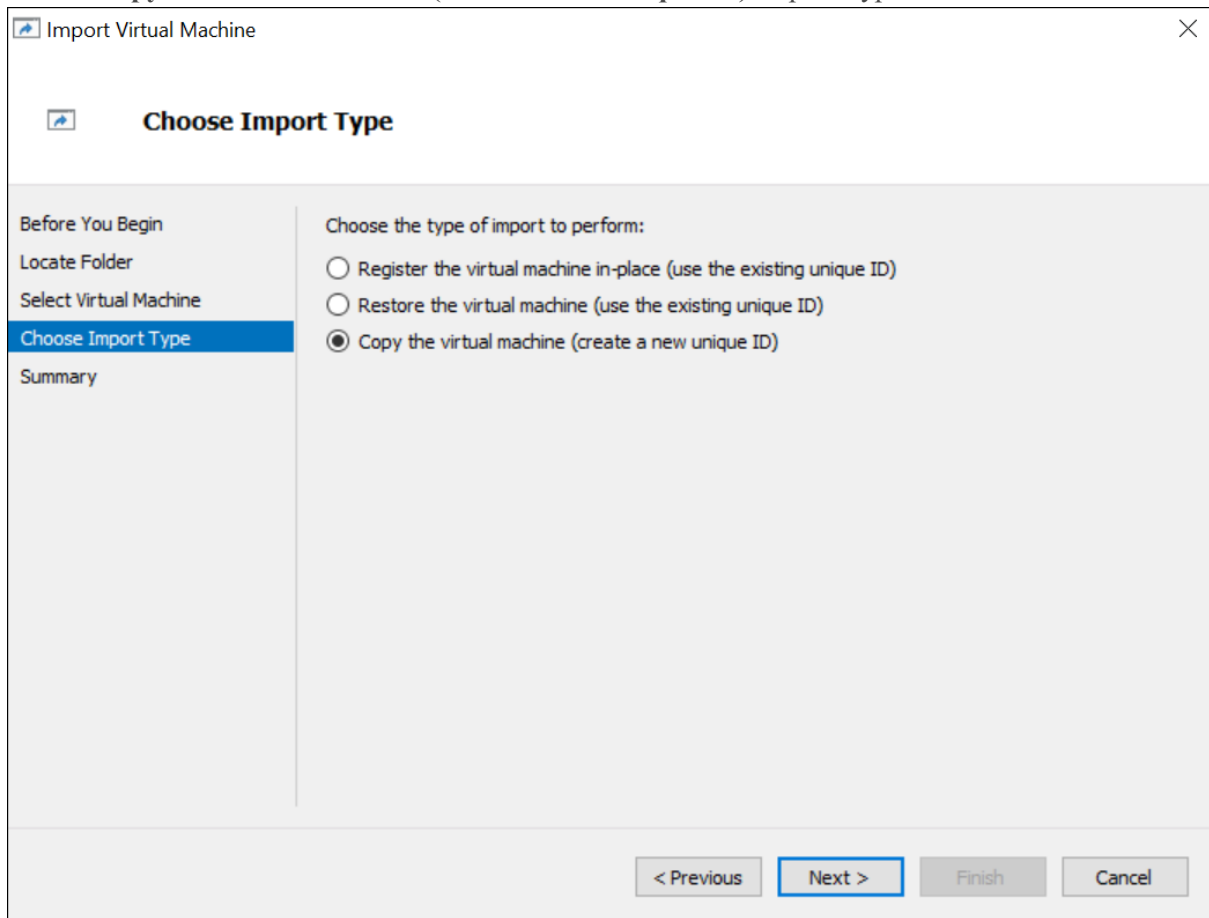 Import Virtual Machine
Choose Import Type
Before You Begin
Locate Folder
Select Virtual Machine
Choose Import Type
Summary
Choose the type of import to perform:
Register the virtual machine in-place (use the existing unique ID)
Restore the virtual machine (use the existing unique ID)
Copy the virtual machine (create a new unique ID)
< Previous
Next >
Finish
Cancel